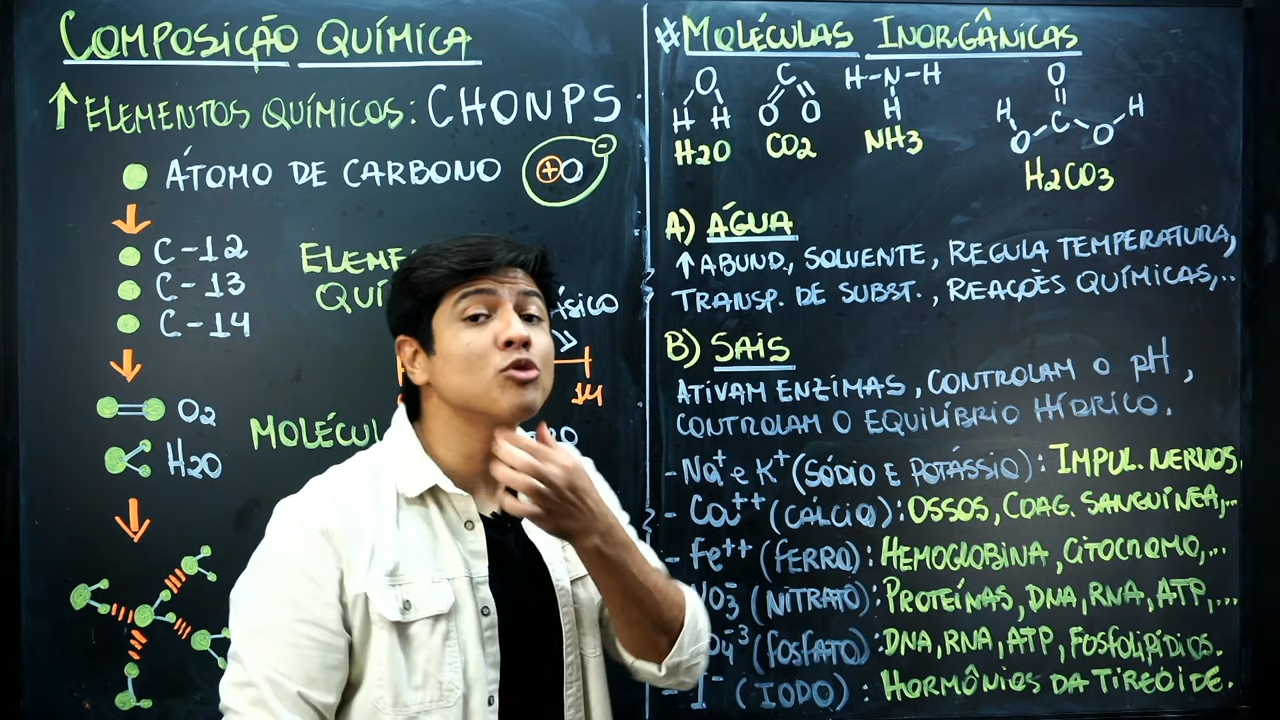 COMPOSIÇÃO QUÍMICA
↑ ELEMENTOS QUÍMICOS: CHONPS
ÁTOMO DE CARBONO
+ O -
C-12
C-13
C-14
14
O2
H2O
#MOLÉCULAS INORGÂNICAS
O
H H
H2O
C
O O
CO2
H-N-H
H
NH3
O
H C H
O O
H2CO3
A) ÁGUA
↑ABUND., SOLVENTE, REGULA TEMPERATURA,
TRANSP. DE SUBST., REAÇÕES QUÍMICAS,..
B) SAIS
ATIVAM ENZIMAS, CONTROLAM O pH,
CONTROLAM O EQUILÍBRIO HÍDRICO.
- Na+ e K+ (SÓDIO E POTÁSSIO): IMPUL. NERVOS.
- Ca++ (CÁLCIO): OSSOS, COAG. SANGUÍNEA,..
- Fe++ (FERRO): HEMOGLOBINA, CITOCROMO,..
(NITRATO): PROTEÍNAS, DNA, RNA, ATP,...
(FOSFATO): DNA, RNA, ATP, FOSFOLIPÍDIOS.
- I- (IODO): HORMÔNIOS DA TIREÓIDE.